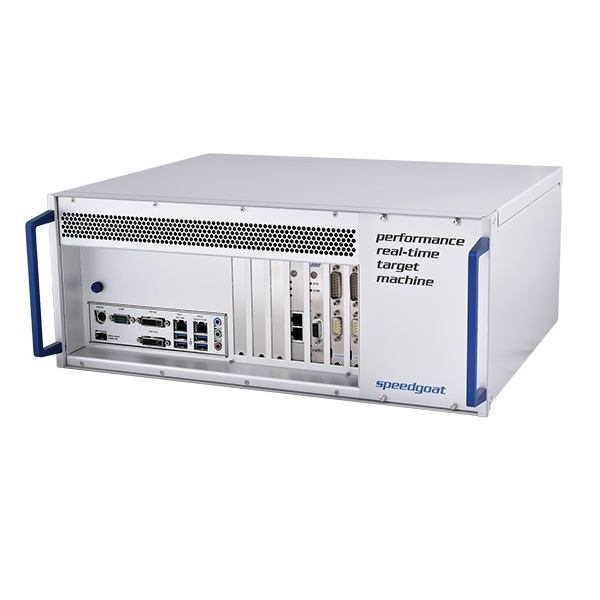 performance
real-time
target
machine
speedgoat